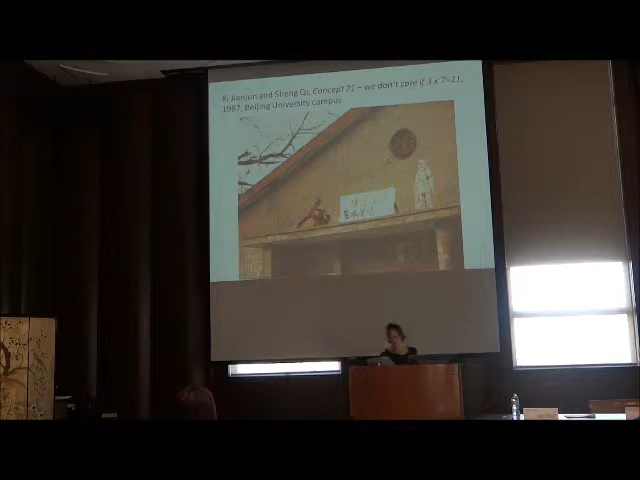 Xi Jianjun and Sheng Qi, Concept 21 – we don't care if 3 x 7=21,
1987, Beijing University campus